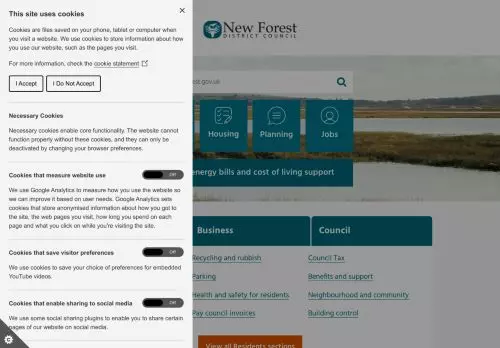 This site uses cookies
Cookies are files saved on your phone, tablet or computer when
you visit a website. We use cookies to store information about how
you use our website, such as the pages you visit.
For more information, check the cookie statement
I Accept
I Do Not Accept
Necessary Cookies
Necessary cookies enable core functionality. The website cannot
function properly without these cookies, and they can only be
deactivated by changing your browser preferences.
Cookies that measure website use
Off
We use Google Analytics to measure how you use the website so
we can improve it based on user needs. Google Analytics sets
cookies that store anonymised information about how you got to
the site, the web pages you visit, how long you spend on each
page and what you click on while you're visiting the site.
Cookies that save visitor preferences
Off
We use cookies to save your choice of preferences for embedded
YouTube videos.
Cookies that enable sharing to social media
Off
We use some social sharing plugins to enable you to share certain
pages of our website on social media.
New Forest
DISTRICT COUNCIL
est.gov.uk
Housing
Planning
Jobs
energy bills and cost of living support
Business
Council
Recycling and rubbish
Parking
Health and safety for residents
Pay council invoices
Council Tax
Benefits and support
Neighbourhood and community
Building control
View all Residents sections